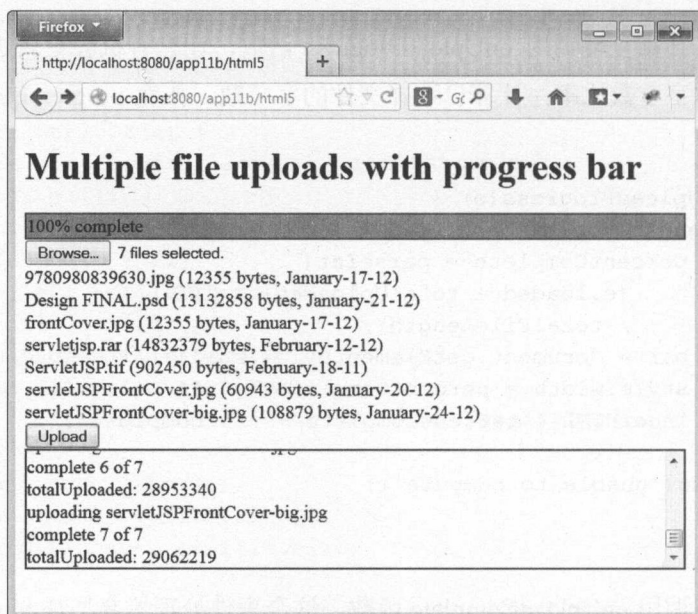 Firefox
http://localhost:8080/app11b/html5
localhost:8080/app11b/html5
Multiple file uploads with progress bar
100% complete
Browse... 7 files selected.
9780980839630.jpg (12355 bytes, January-17-12)
Design FINAL.psd (13132858 bytes, January-21-12)
frontCover.jpg (12355 bytes, January-17-12)
servletjsp.rar (14832379 bytes, February-12-12)
ServletJSP.tif (902450 bytes, February-18-11)
servletJSPFrontCover.jpg (60943 bytes, January-20-12)
servletJSPFrontCover-big.jpg (108879 bytes, January-24-12)
Upload
complete 6 of 7
totalUploaded: 28953340
uploading servletJSPFrontCover-big.jpg
complete 7 of 7
totalUploaded: 29062219